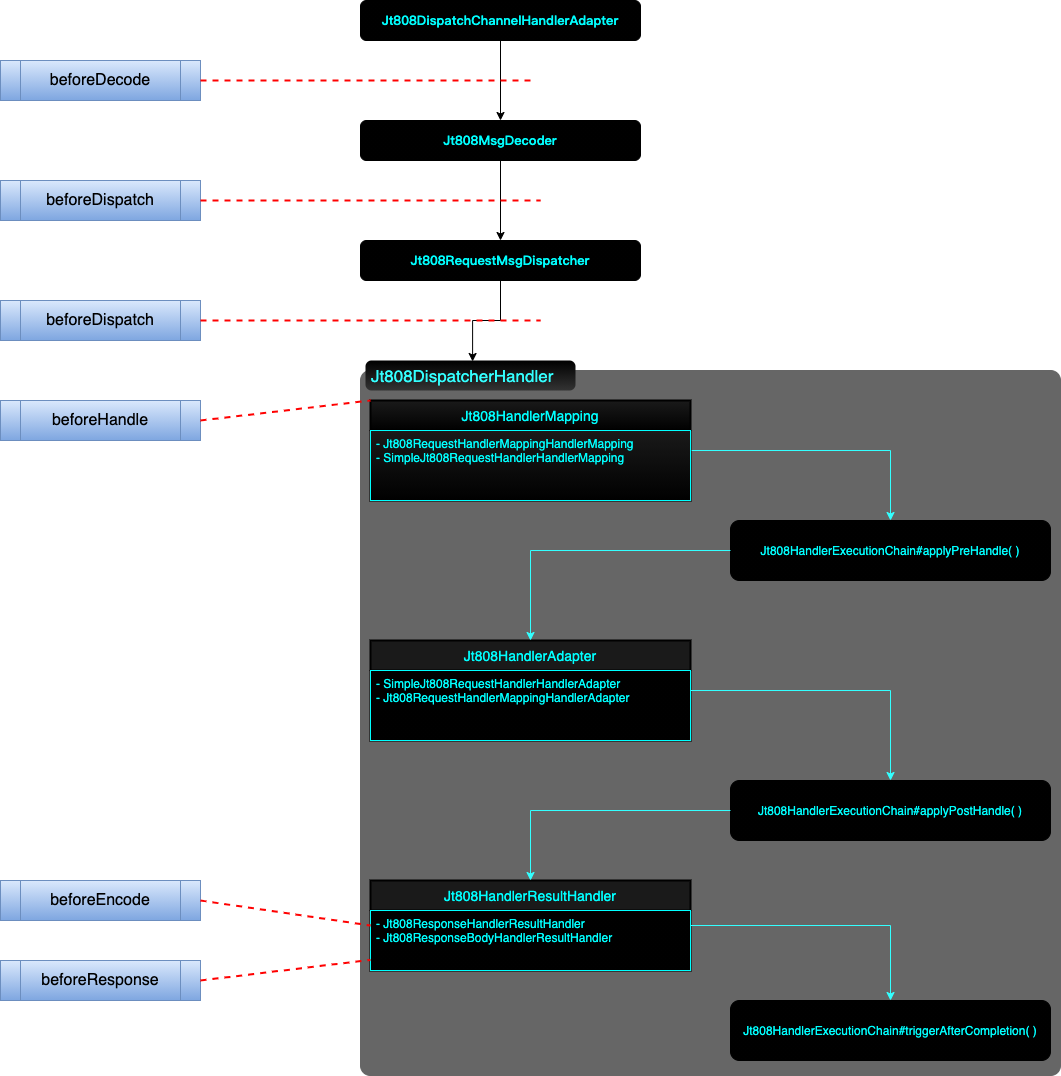 Jt808DispatchChannelHandlerAdapter
beforeDecode
Jt808MsgDecoder
beforeDispatch
Jt808RequestMsgDispatcher
beforeDispatch
Jt808DispatcherHandler
beforeHandle
Jt808HandlerMapping
- Jt808RequestHandlerMappingHandlerMapping
- SimpleJt808RequestHandlerHandlerMapping
Jt808HandlerExecutionChain#applyPreHandle( )
Jt808HandlerAdapter
- SimpleJt808RequestHandlerHandlerAdapter
- Jt808RequestHandlerMappingHandlerAdapter
Jt808HandlerExecutionChain#applyPostHandle( )
beforeEncode
Jt808HandlerResultHandler
- Jt808ResponseHandlerResultHandler
- Jt808ResponseBodyHandlerResultHandler
beforeResponse
Jt808HandlerExecutionChain#triggerAfterCompletion( )